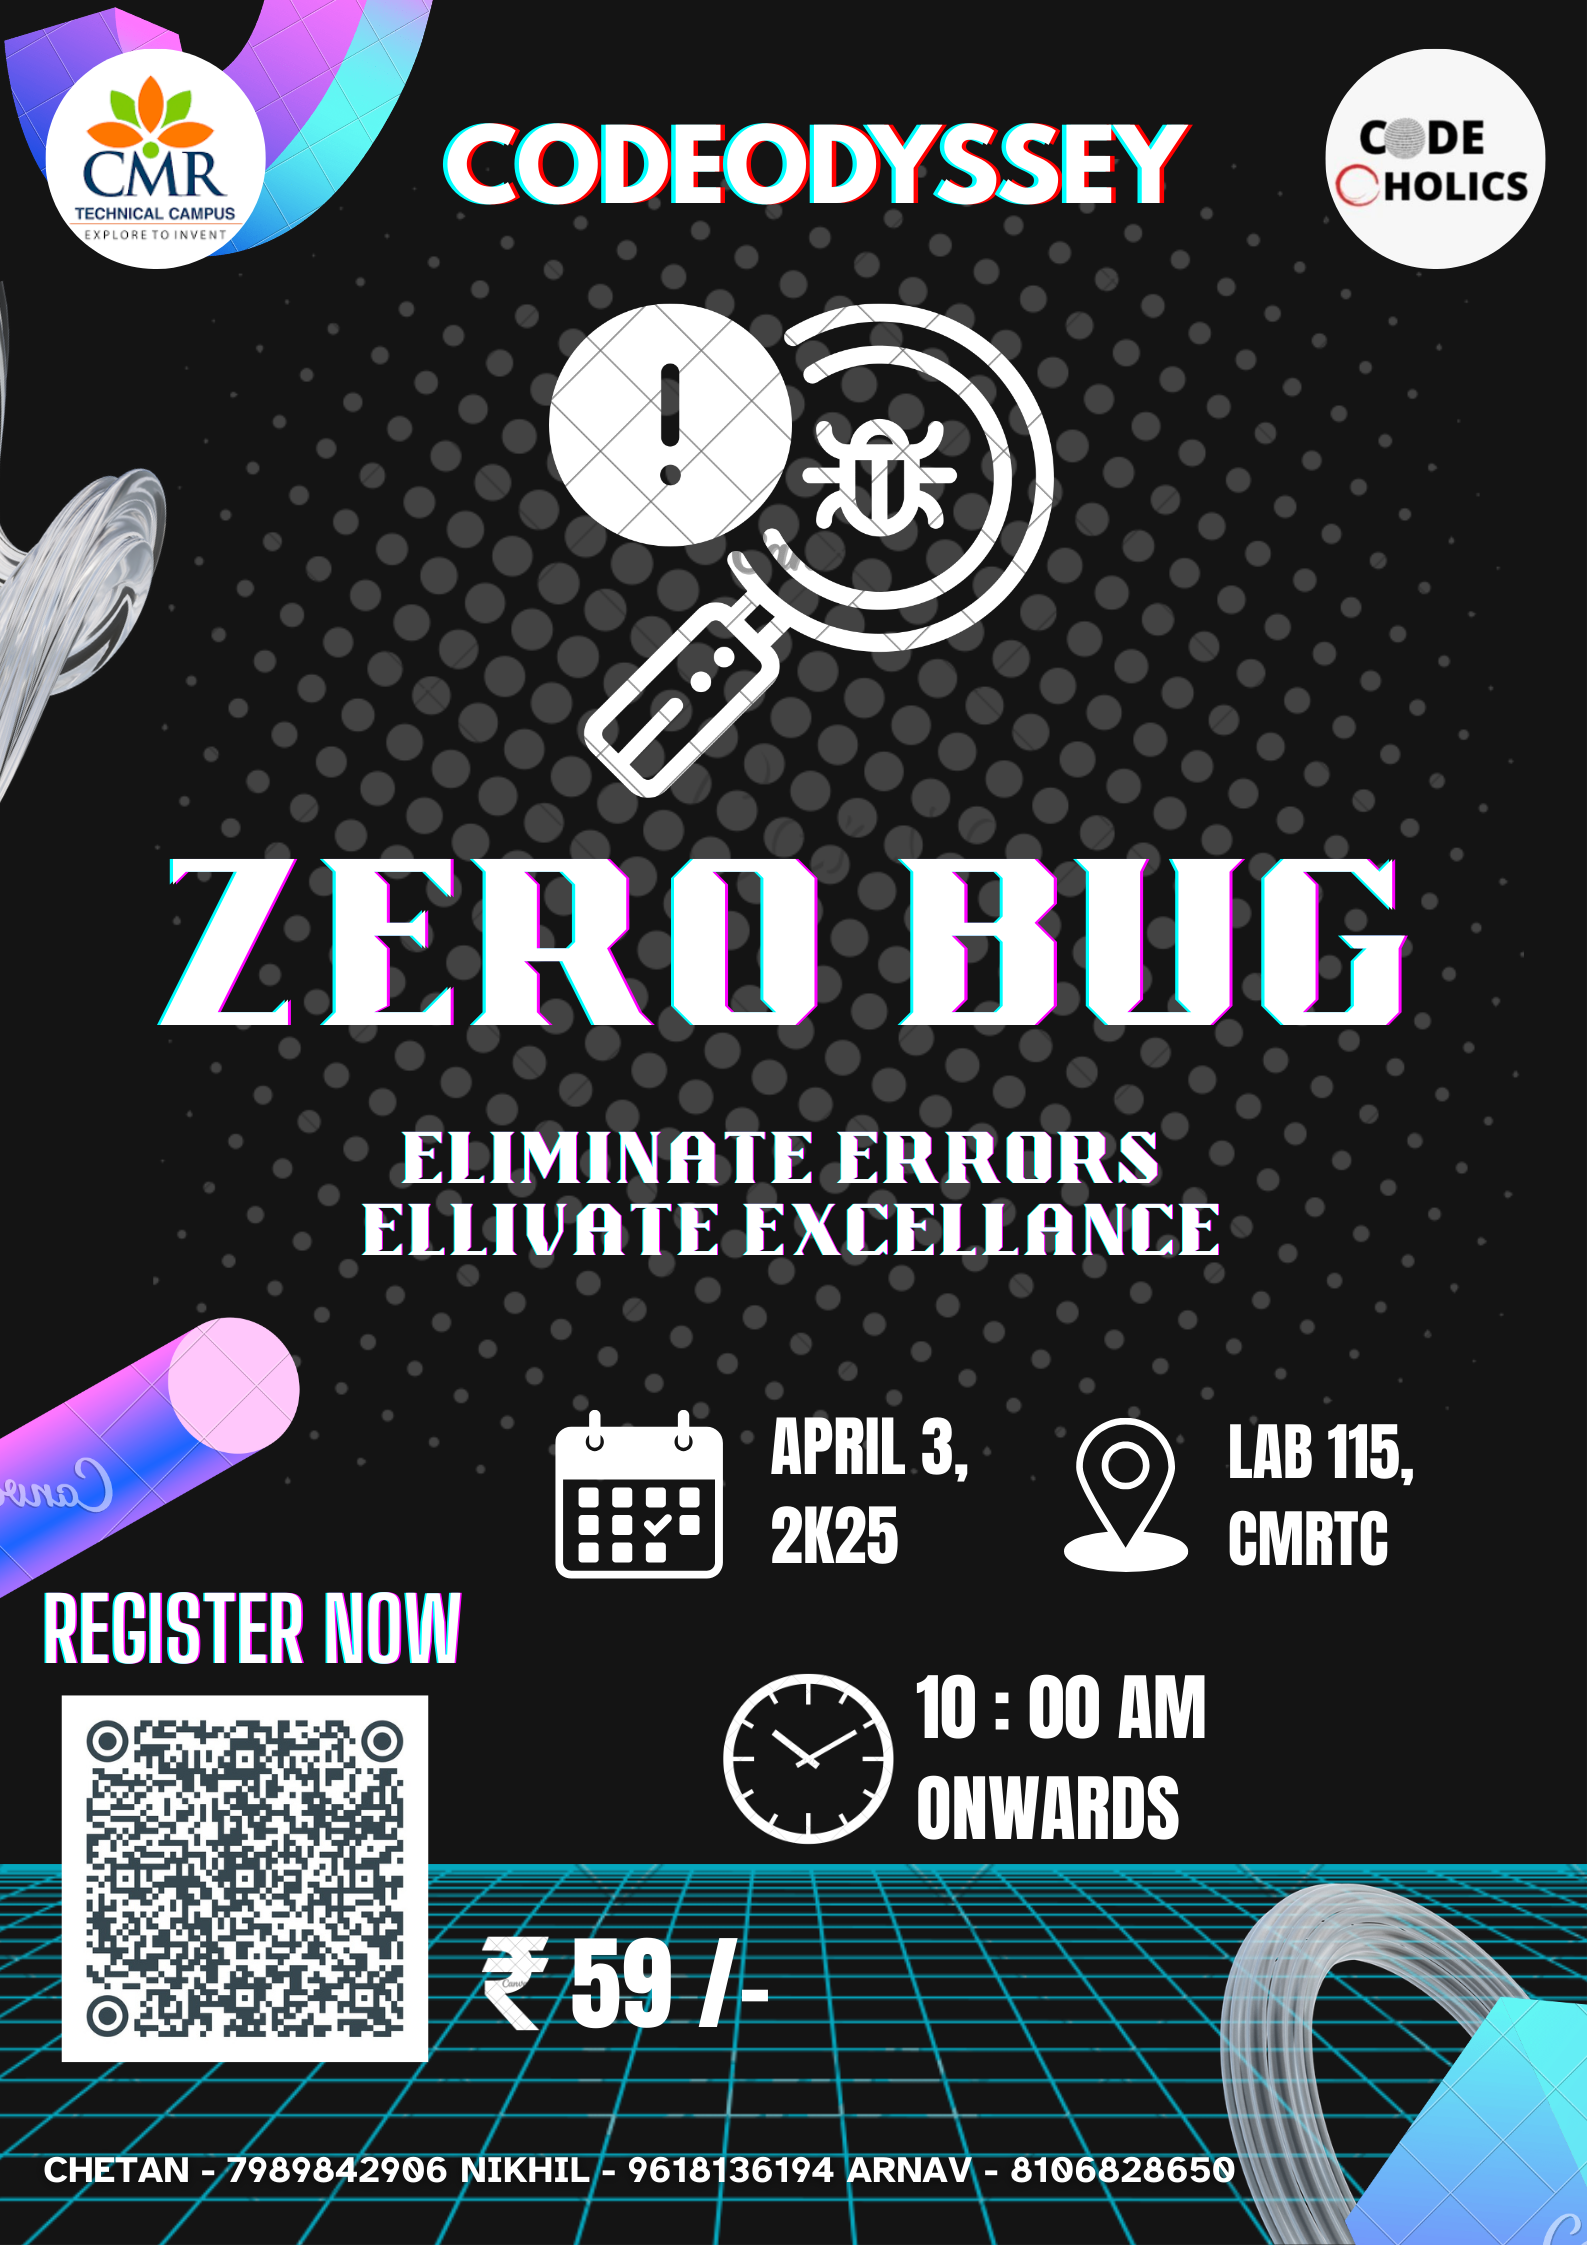 CMR
TECHNICAL CAMPUS
EXPLORE TO INVENT
CODEODYSSEY
CODE
HOLICS
!
ZERO BUG
ELIMINATE ERRORS
ELLIVATE EXCELLANCE
APRIL 3,
2K25
LAB 115,
CMRTC
REGISTER NOW
10 : 00 AM
ONWARDS
₹ 59 /-
CHETAN - 7989842906 NIKHIL - 9618136194 ARNAV - 8106828650